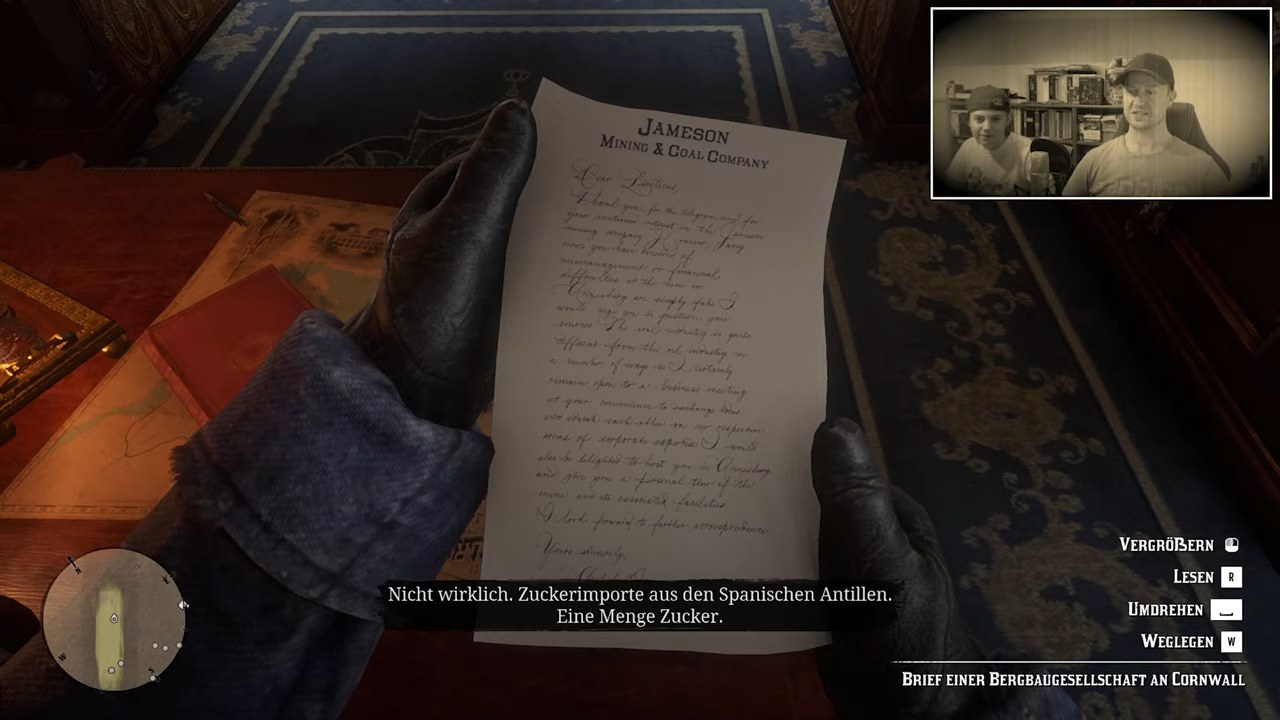 JAMESON
MINING & COAL COMPANY
Dear Leviticus,
Thank you for the telegram and for
your continued interest in the Jameson
mining company. However, any
news you have received of
mismanagement or financial
difficulties at the mine in
Annesburg are simply fake. I
would urge you to question your
sources. The coal industry is quite
different from the oil industry in
a number of ways so I certainly
remain open to a business meeting
at your convenience to exchange ideas
and each other on our respective
areas of corporate expertise. I would
also be delighted to host you in Annesburg
and give you a personal tour of the
mine and its associated facilities.
I look forward to further correspondence.
Yours sincerely,
Nicht wirklich. Zuckerimporte aus den Spanischen Antillen.
Eine Menge Zucker.
VERGRÖßERN
LESEN R
UMDREHEN
WEGLEGEN W
BRIEF EINER BERGBAUGESELLSCHAFT AN CORNWALL
W
S